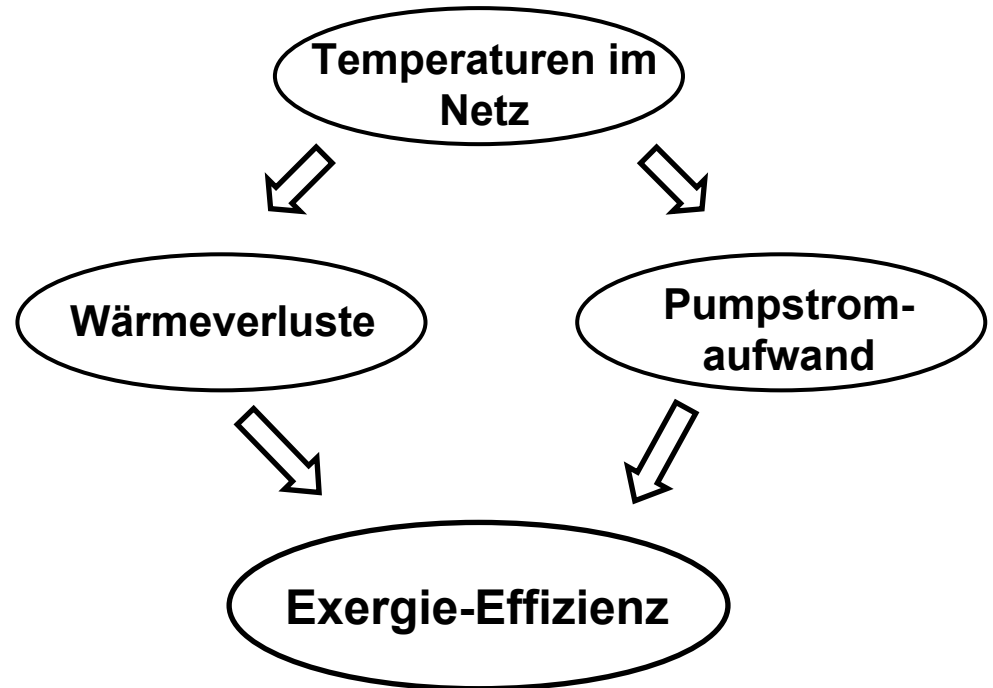 Temperaturen im
Netz
Wärmeverluste
Pumpstrom-
aufwand
Exergie-Effizienz